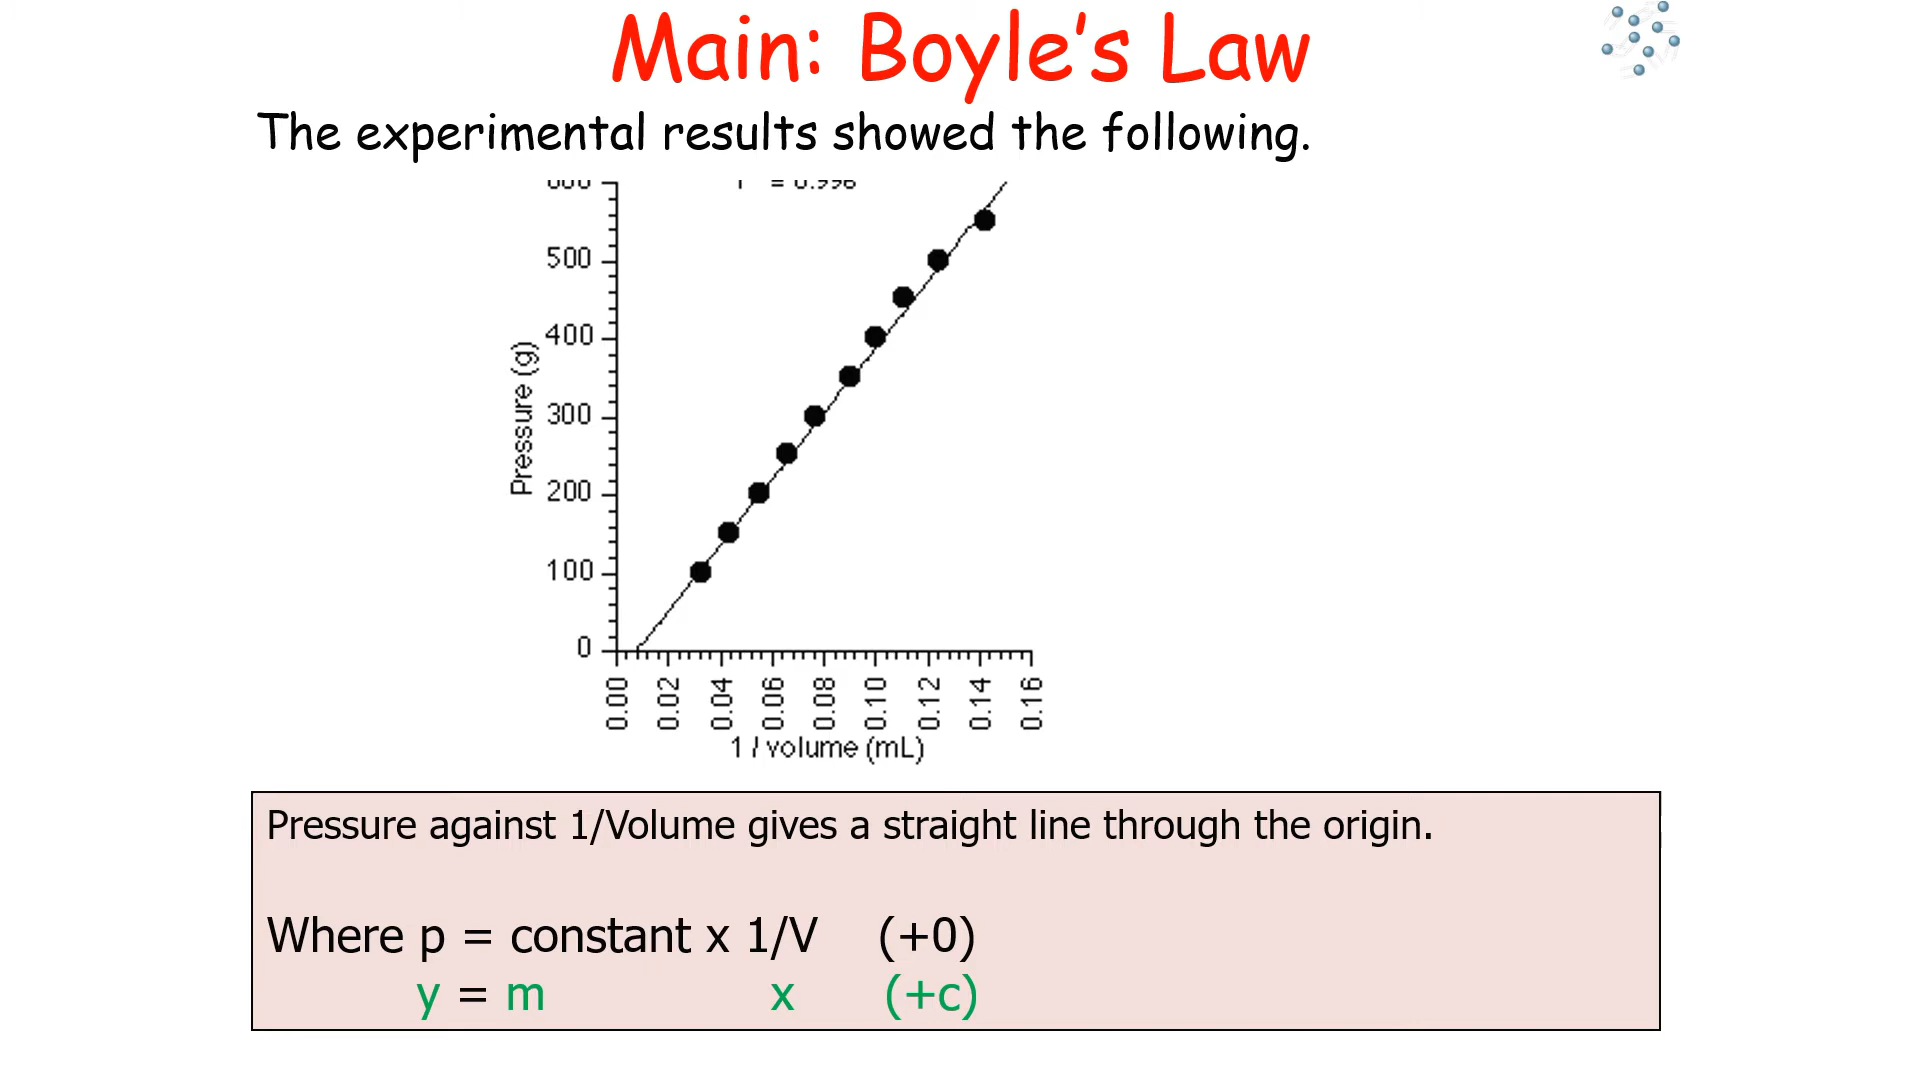 Main: Boyle's Law
The experimental results showed the following.
= 0.998
500
400
300
200
100
0
Pressure (g)
0.00 0.02 0.04 0.06 0.08 0.10 0.12 0.14 0.16
1 / volume (mL)
Pressure against 1/Volume gives a straight line through the origin.
Where p = constant x 1/V (+0)
y = m x (+c)